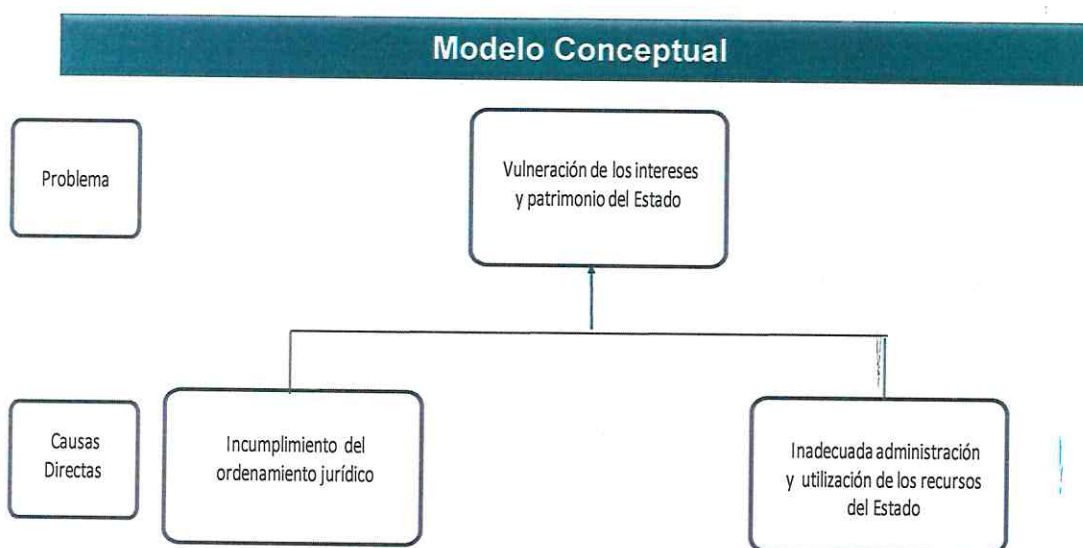 Modelo Conceptual
Problema
Vulneración de los intereses
y patrimonio del Estado
Causas
Directas
Incumplimiento del
ordenamiento jurídico
Inadecuada administración
y utilización de los recursos
del Estado